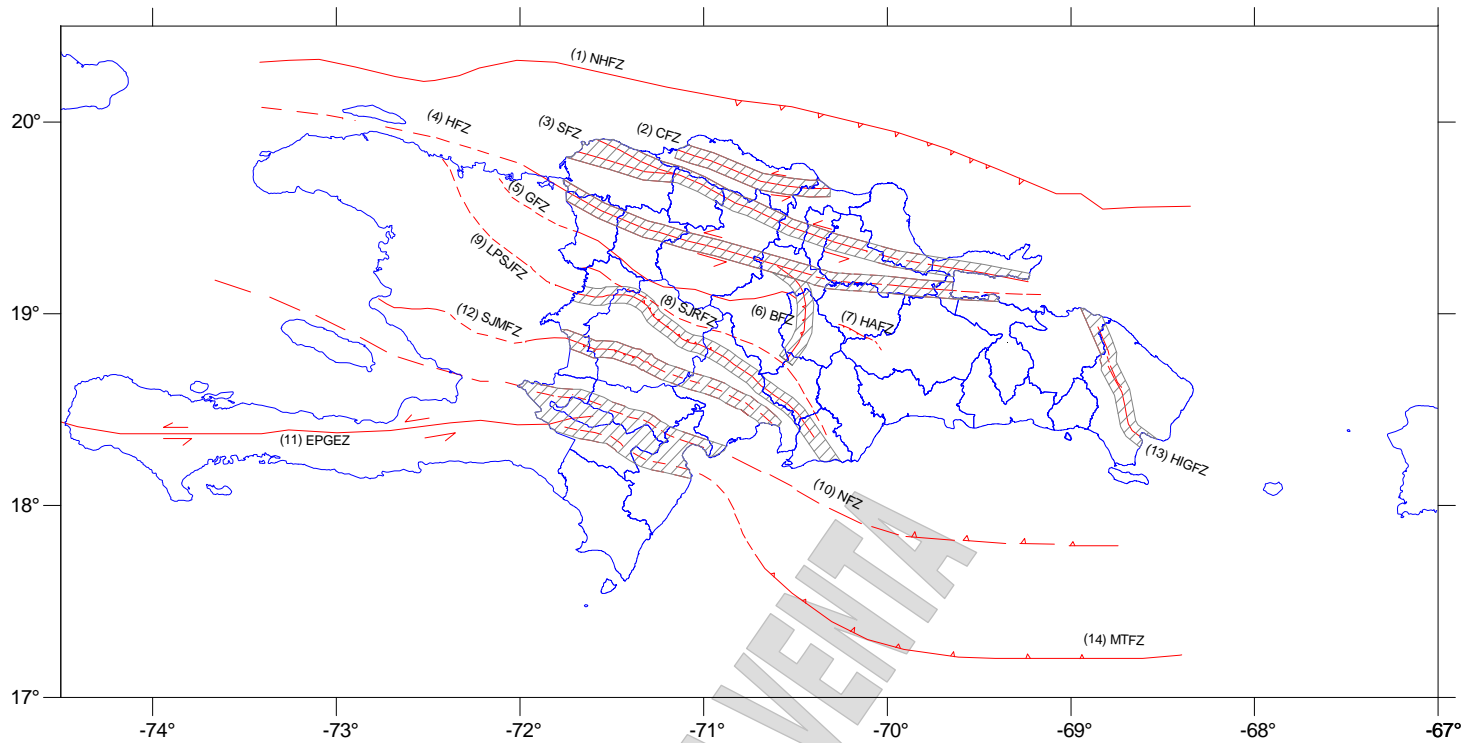 (1) NHFZ
20°
(4) HFZ
(3) SFZ
(2) CFZ
(5) GFZ
(9) LPSJFZ
19°
(12) SJMFZ
(8) SJRFZ
(6) BFZ
(7) HAFZ
(11) EPGEZ
(13) HIGFZ
18°
(10) NFZ
VENTA
(14) MTFZ
17°
-74° -73° -72° -71° -70° -69° -68° -67°